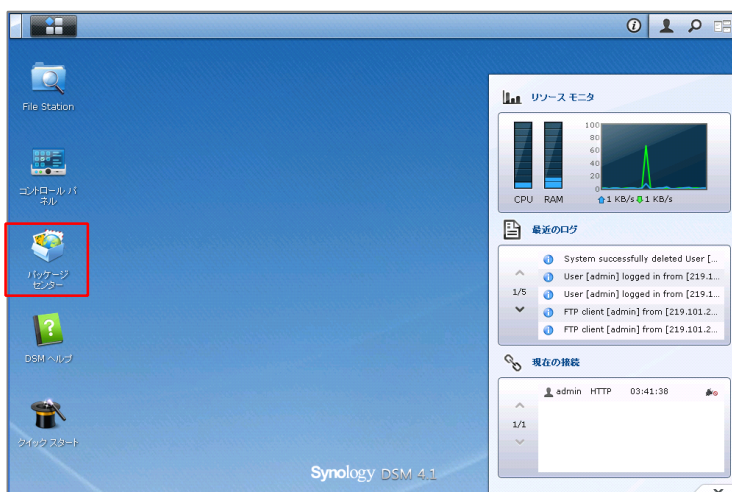 File Station
コントロール パ
ネル
パッケージ
センター
DSM ヘルプ
クイック スタート
リソース モニタ
100
80
60
40
20
0
CPU RAM
1 KB/s 1 KB/s
最近のログ
System successfully deleted User [...
User [admin] logged in from [219.1...
1/5
User [admin] logged in from [219.1...
FTP client [admin] from [219.101.2...
FTP client [admin] from [219.101.2...
現在の接続
admin HTTP 03:41:38
1/1
Synology DSM 4.1